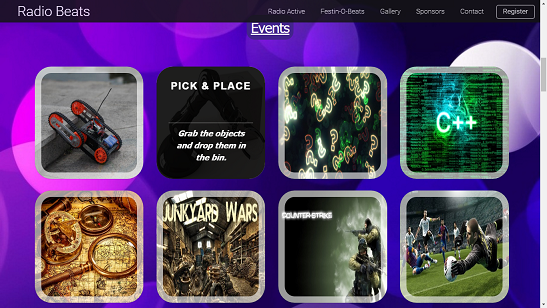 Radio Beats
Radio Active
Festin-O-Beats
Gallery
Sponsors
Contact
Register
Events
PICK & PLACE
Grab the objects
and drop them in
the bin.
C++
JUNKYARD WARS
COUNTER-STRIKE